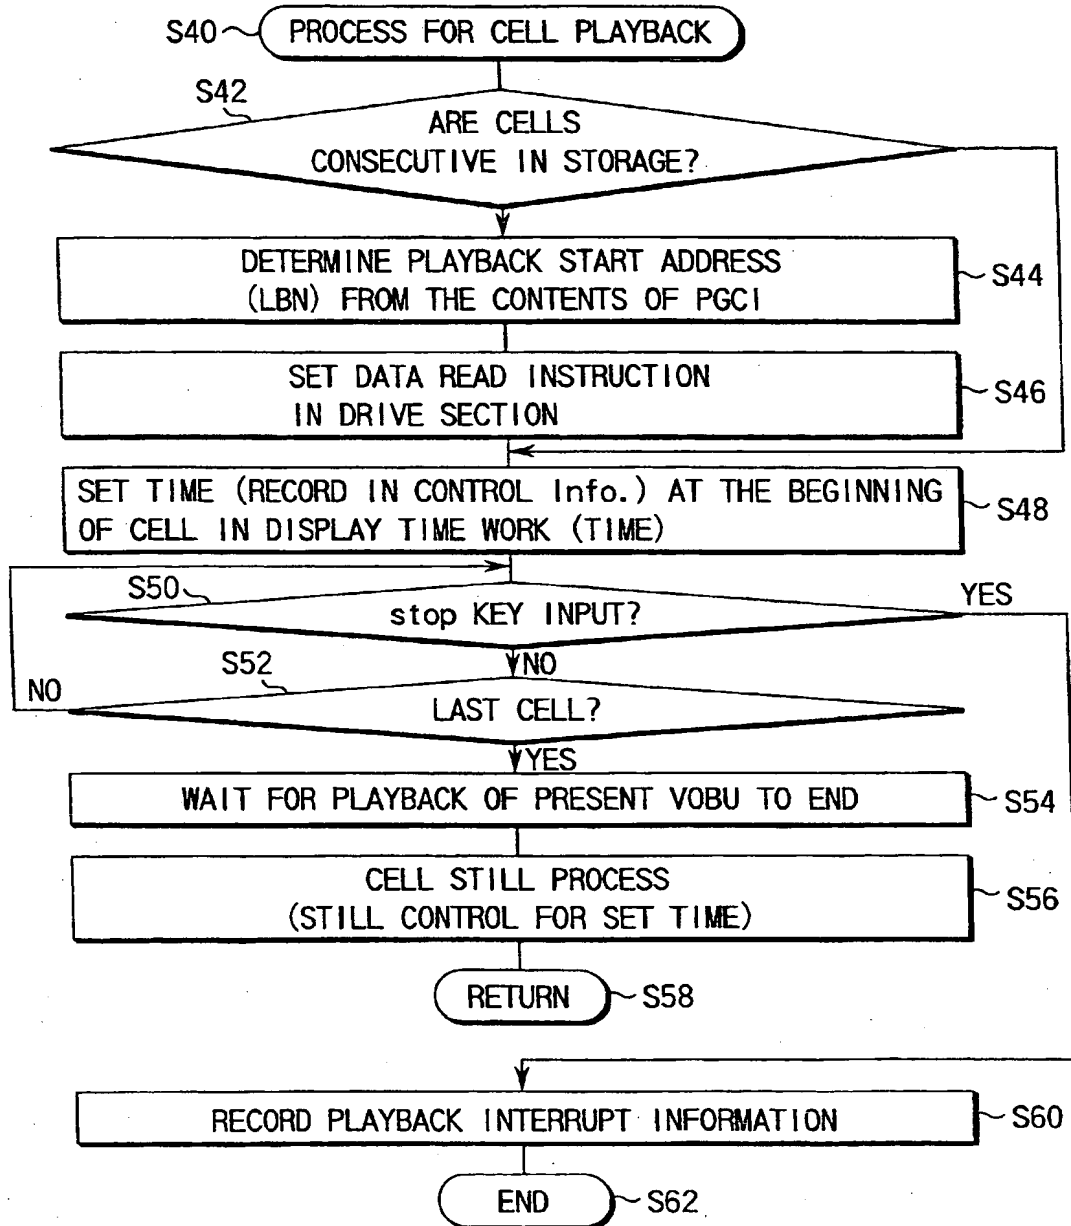 S40 PROCESS FOR CELL PLAYBACK
S42
ARE CELLS
CONSECUTIVE IN STORAGE?
DETERMINE PLAYBACK START ADDRESS
(LBN) FROM THE CONTENTS OF PGCI
S44
SET DATA READ INSTRUCTION
IN DRIVE SECTION
S46
SET TIME (RECORD IN CONTROL Info.) AT THE BEGINNING
OF CELL IN DISPLAY TIME WORK (TIME)
S48
S50
stop KEY INPUT?
YES
NO
S52
NO
LAST CELL?
YES
WAIT FOR PLAYBACK OF PRESENT VOBU TO END
S54
CELL STILL PROCESS
(STILL CONTROL FOR SET TIME)
S56
RETURN
S58
RECORD PLAYBACK INTERRUPT INFORMATION
S60
END
S62